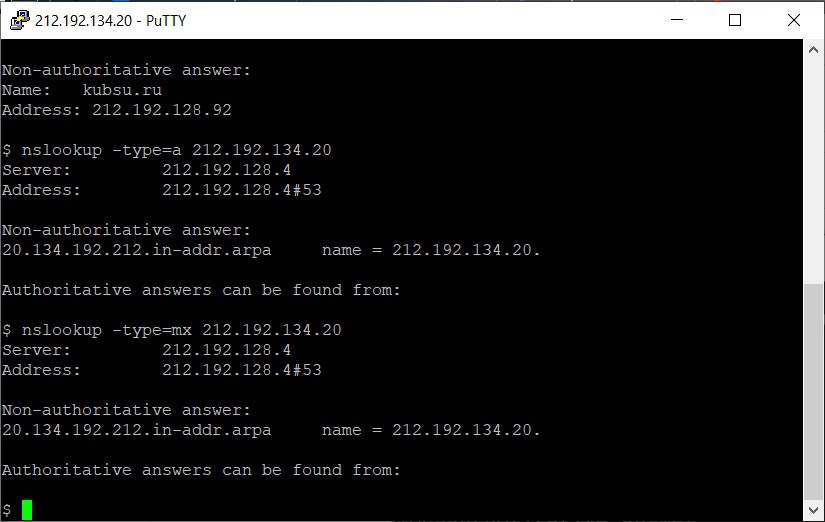 212.192.134.20 - PuTTY
Non-authoritative answer:
Name:   kubsu.ru
Address: 212.192.128.92
$ nslookup -type=a 212.192.134.20
Server:         212.192.128.4
Address:        212.192.128.4#53
Non-authoritative answer:
20.134.192.212.in-addr.arpa     name = 212.192.134.20.
Authoritative answers can be found from:
$ nslookup -type=mx 212.192.134.20
Server:         212.192.128.4
Address:        212.192.128.4#53
Non-authoritative answer:
20.134.192.212.in-addr.arpa     name = 212.192.134.20.
Authoritative answers can be found from:
$